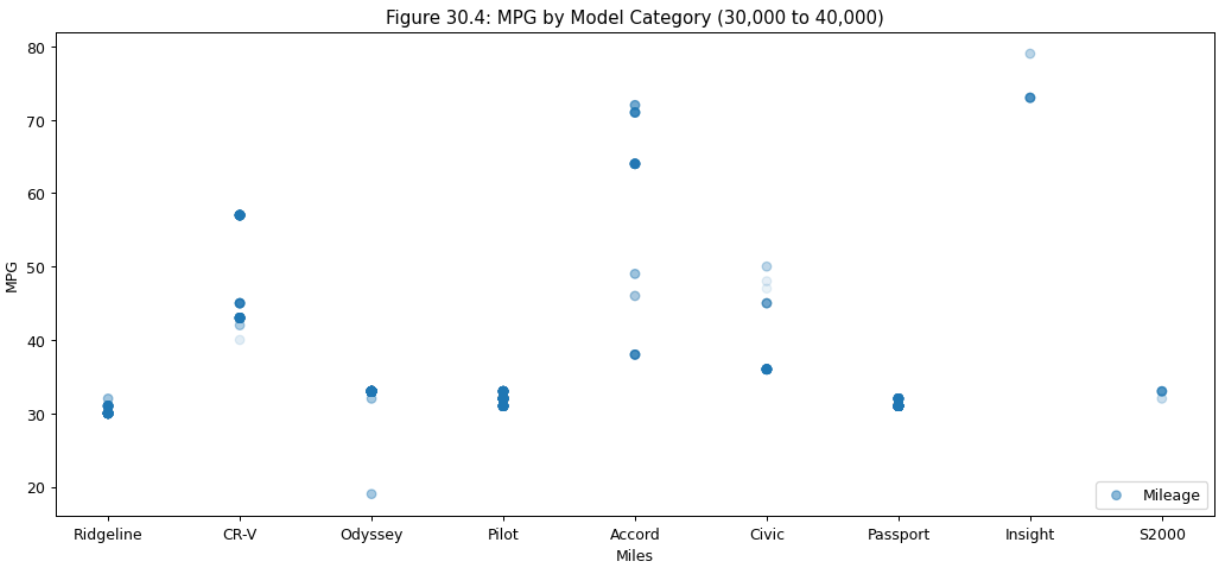 Figure 30.4: MPG by Model Category (30,000 to 40,000)
MPG
80
70
60
50
40
30
20
Ridgeline CR-V Odyssey Pilot Accord Civic Passport Insight S2000
Miles
Mileage